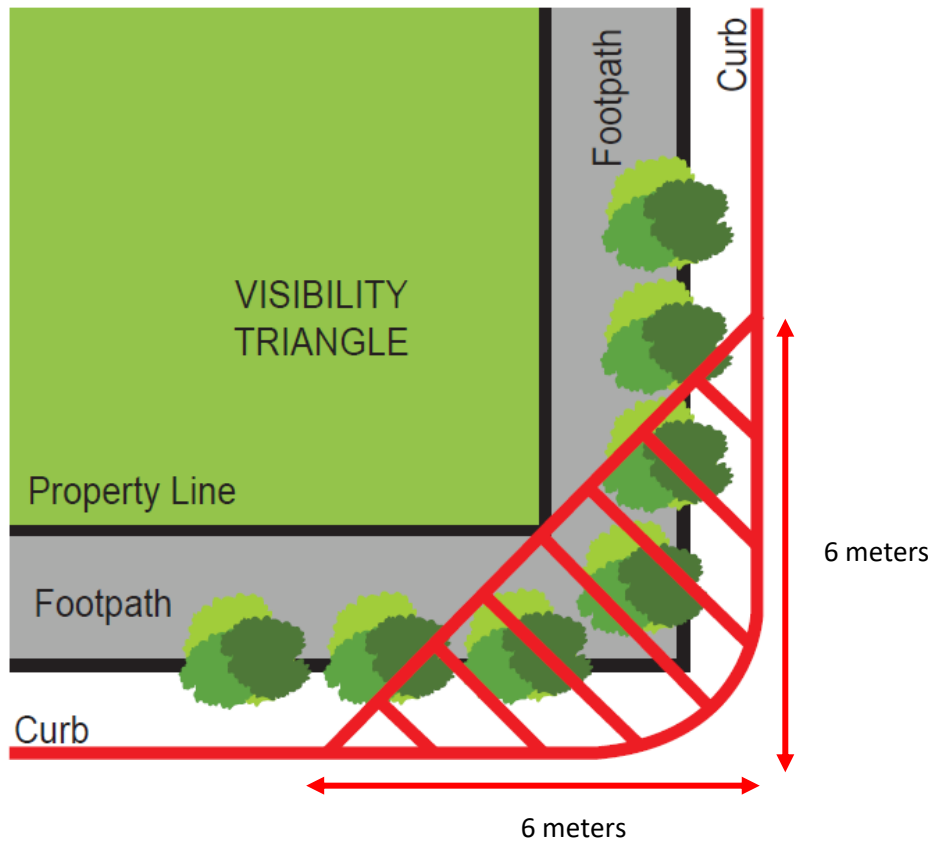 Footpath
Curb
VISIBILITY
TRIANGLE
Property Line
6 meters
Footpath
Curb
6 meters